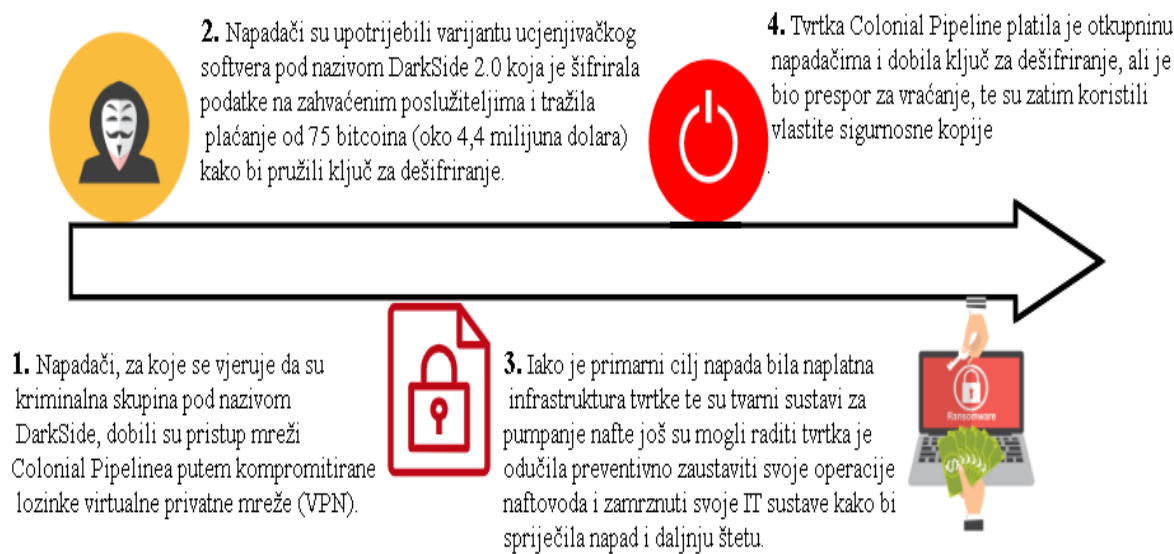 1. Napadači, za koje se vjeruje da su
kriminalna skupina pod nazivom
DarkSide, dobili su pristup mreži
Colonial Pipelinea putem kompromitirane
lozinke virtualne privatne mreže (VPN).
2. Napadači su upotrijebili varijantu ucjenjivačkog
softvera pod nazivom DarkSide 2.0 koja je šifrirala
podatke na zahvaćenim poslužiteljima i tražila
plaćanje od 75 bitcoina (oko 4,4 milijuna dolara)
kako bi pružili ključ za dešifriranje.
3. Iako je primarni cilj napada bila naplatna
infrastruktura tvrtke te su tvarni sustavi za
pumpanje nafte još su mogli raditi tvrtka je
odučila preventivno zaustaviti svoje operacije
naftovoda i zamrznuti svoje IT sustave kako bi
spriječila napad i daljnju štetu.
4. Tvrtka Colonial Pipeline platila je otkupninu
napadačima i dobila ključ za dešifriranje, ali je
bio prespor za vraćanje, te su zatim koristili
vlastite sigurnosne kopije
.
Ransomware